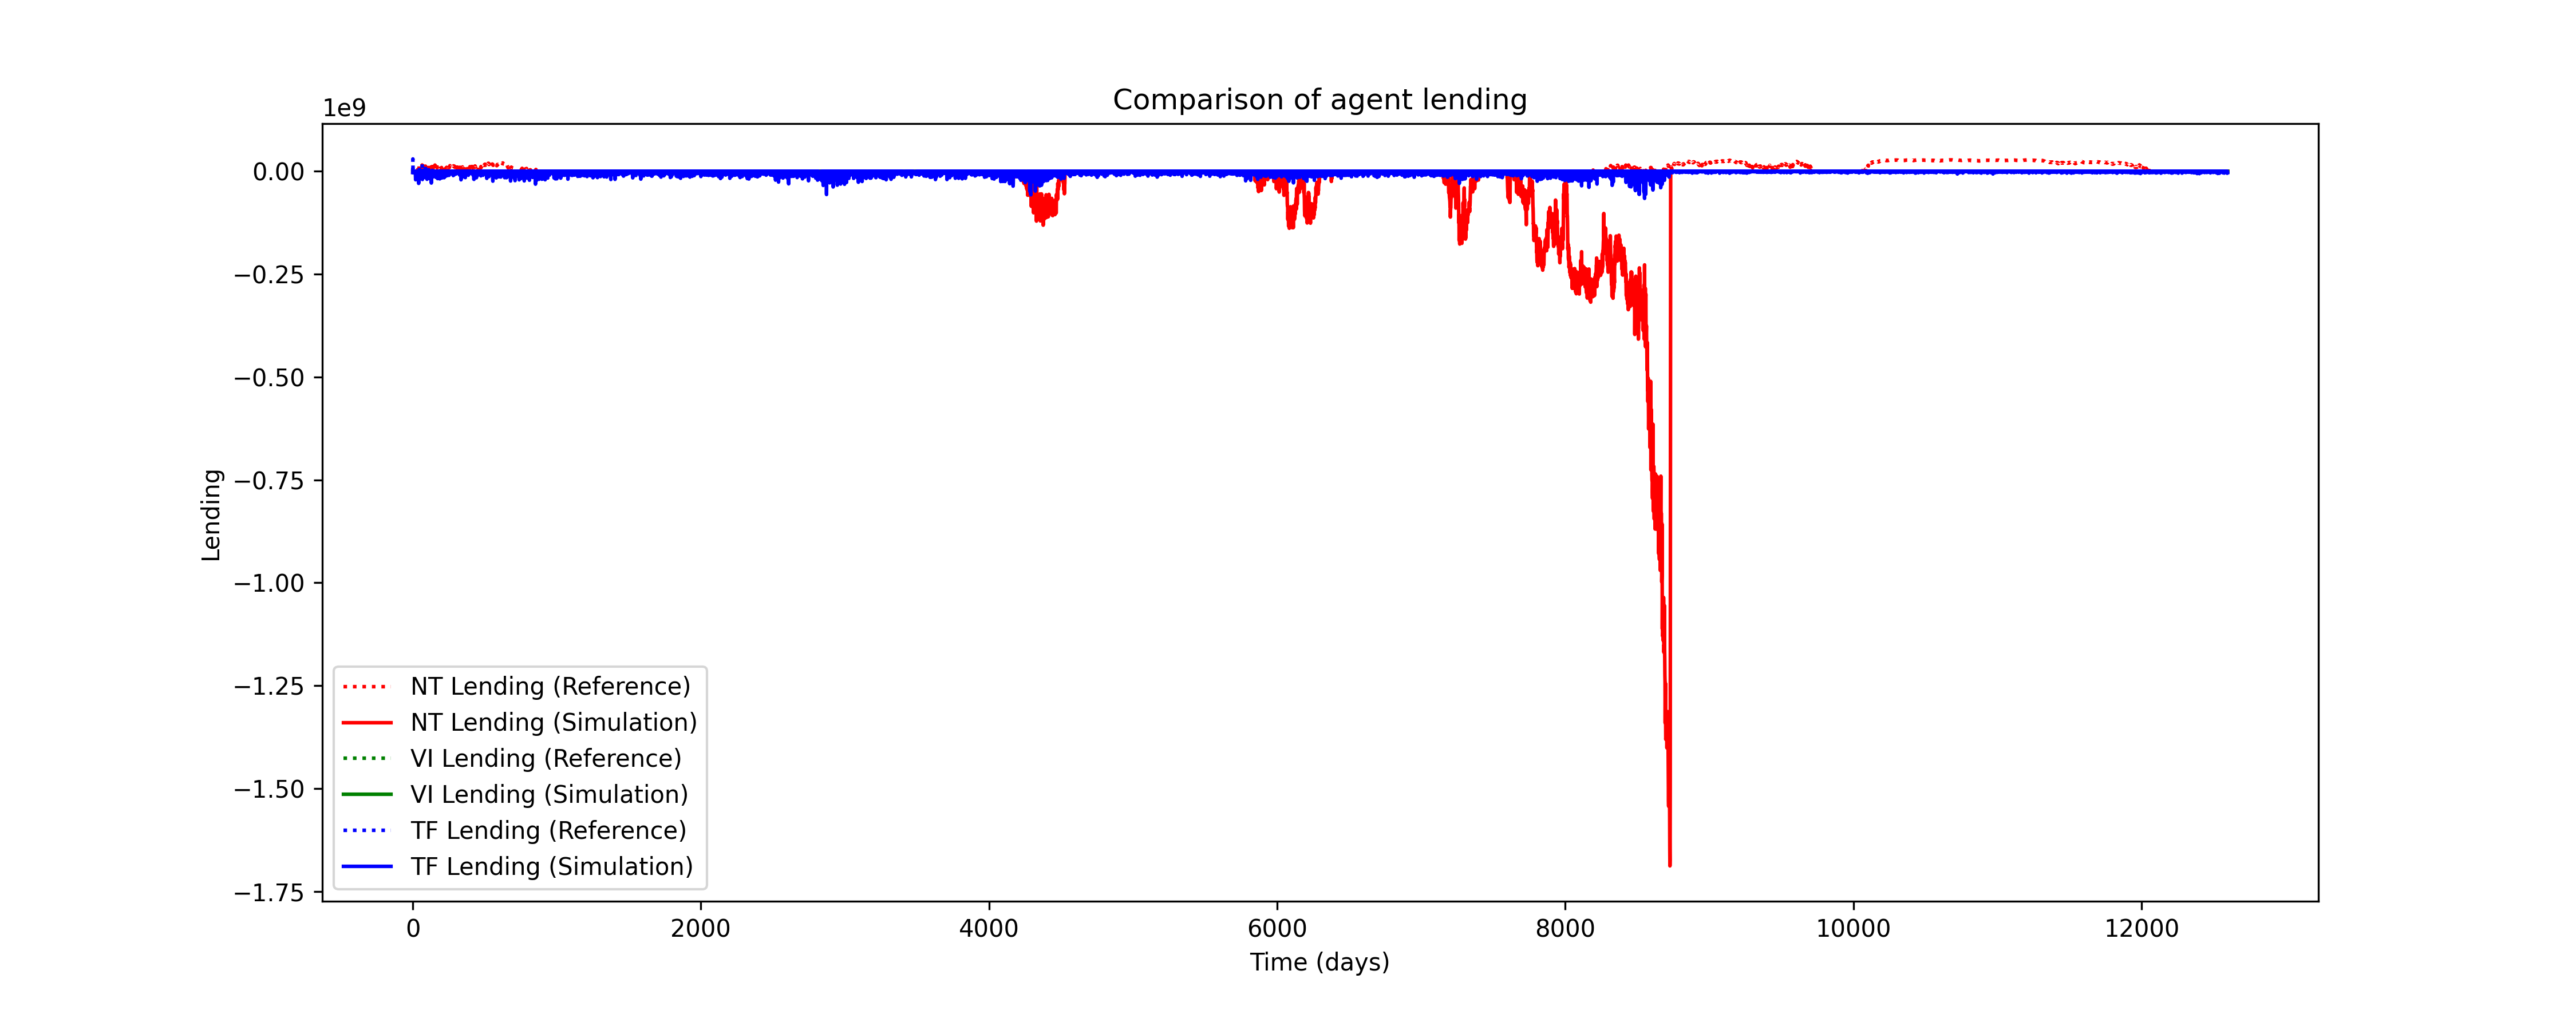 Comparison of agent lending
1e9
0.00
−0.25
−0.50
−0.75
−1.00
−1.25
−1.50
−1.75
Lending
NT Lending (Reference)
NT Lending (Simulation)
VI Lending (Reference)
VI Lending (Simulation)
TF Lending (Reference)
TF Lending (Simulation)
0 2000 4000 6000 8000 10000 12000
Time (days)